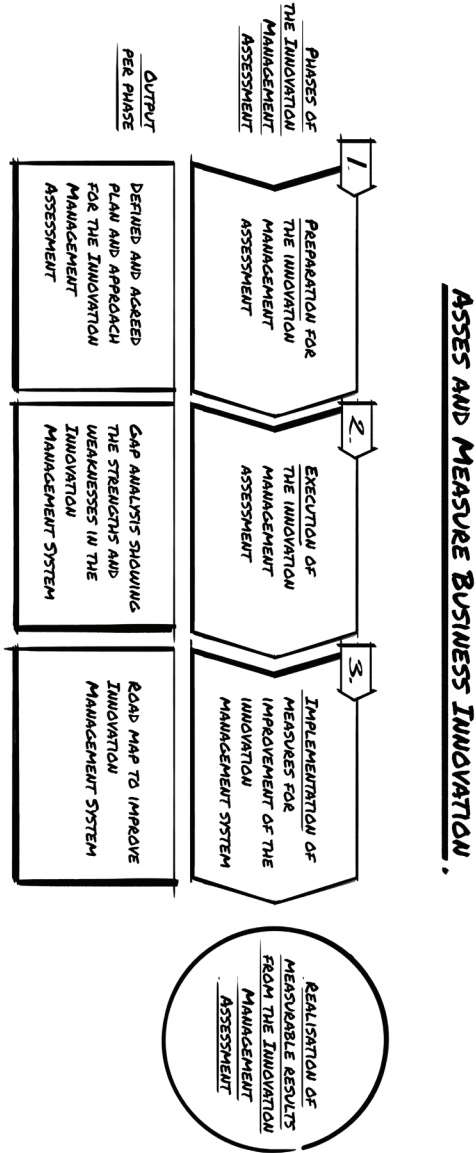 ASSES AND MEASURE BUSINESS INNOVATION.
PHASES OF
THE INNOVATION
MANAGEMENT
ASSESSMENT
1.
PREPARATION FOR
THE INNOVATION
MANAGEMENT
ASSESSMENT
2.
EXECUTION OF
THE INNOVATION
MANAGEMENT
ASSESSMENT
3.
IMPLEMENTATION OF
MEASURES FOR
IMPROVEMENT OF THE
INNOVATION
MANAGEMENT SYSTEM
REALISATION OF
MEASURABLE RESULTS
FROM THE INNOVATION
MANAGEMENT
ASSESSMENT
OUTPUT
PER PHASE
DEFINED AND AGREED
PLAN AND APPROACH
FOR THE INNOVATION
MANAGEMENT
ASSESSMENT
GAP ANALYSIS SHOWING
THE STRENGTHS AND
WEAKNESSES IN THE
INNOVATION
MANAGEMENT SYSTEM
ROAD MAP TO IMPROVE
INNOVATION
MANAGEMENT SYSTEM